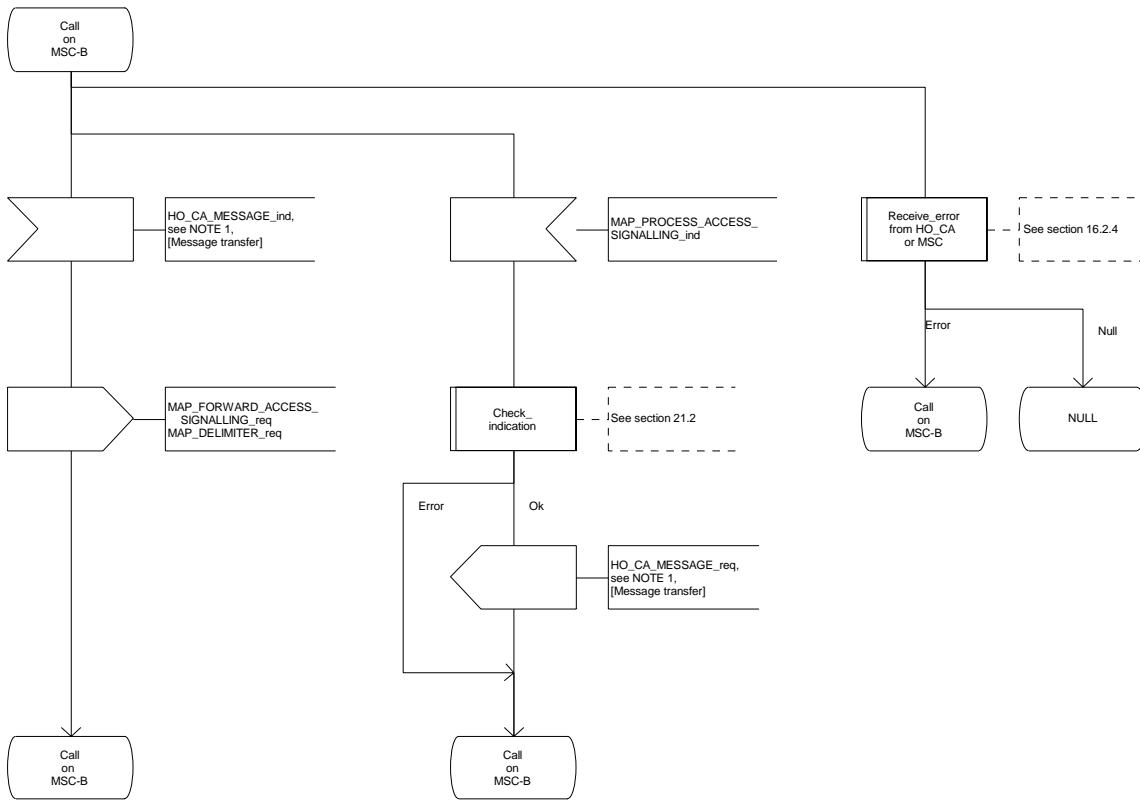 Call
on
MSC-B
HO_CA_MESSAGE_ind,
see NOTE 1,
[Message transfer]
MAP_PROCESS_ACCESS_
SIGNALLING_ind
Receive_error
from HO_CA
or MSC
See section 16.2.4
Error
Null
MAP_FORWARD_ACCESS_
SIGNALLING_req
MAP_DELIMITER_req
Check_
indication
See section 21.2
Call
on
MSC-B
NULL
Error
Ok
HO_CA_MESSAGE_req,
see NOTE 1,
[Message transfer]
Call
on
MSC-B
Call
on
MSC-B